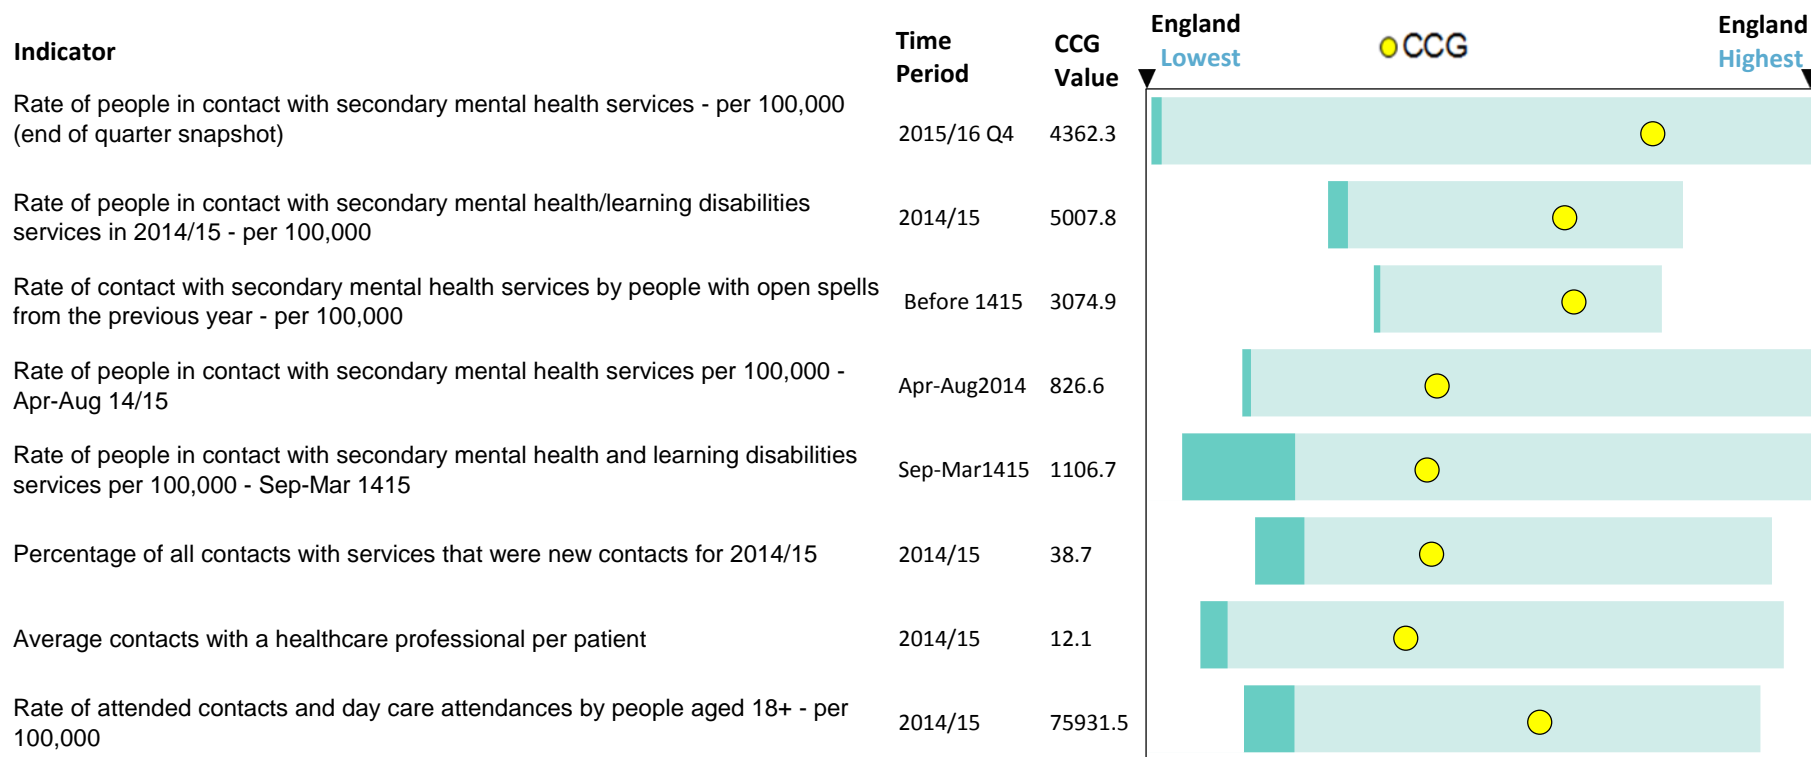 Indicator
Time
Period
CCG
Value
England
Lowest
CCG
England
Highest
Rate of people in contact with secondary mental health services - per 100,000
(end of quarter snapshot)
2015/16 Q4
4362.3
Rate of people in contact with secondary mental health/learning disabilities
services in 2014/15 - per 100,000
2014/15
5007.8
Rate of contact with secondary mental health services by people with open spells
from the previous year - per 100,000
Before 1415
3074.9
Rate of people in contact with secondary mental health services per 100,000 -
Apr-Aug 14/15
Apr-Aug2014
826.6
Rate of people in contact with secondary mental health and learning disabilities
services per 100,000 - Sep-Mar 1415
Sep-Mar1415
1106.7
Percentage of all contacts with services that were new contacts for 2014/15
2014/15
38.7
Average contacts with a healthcare professional per patient
2014/15
12.1
Rate of attended contacts and day care attendances by people aged 18+ - per
100,000
2014/15
75931.5